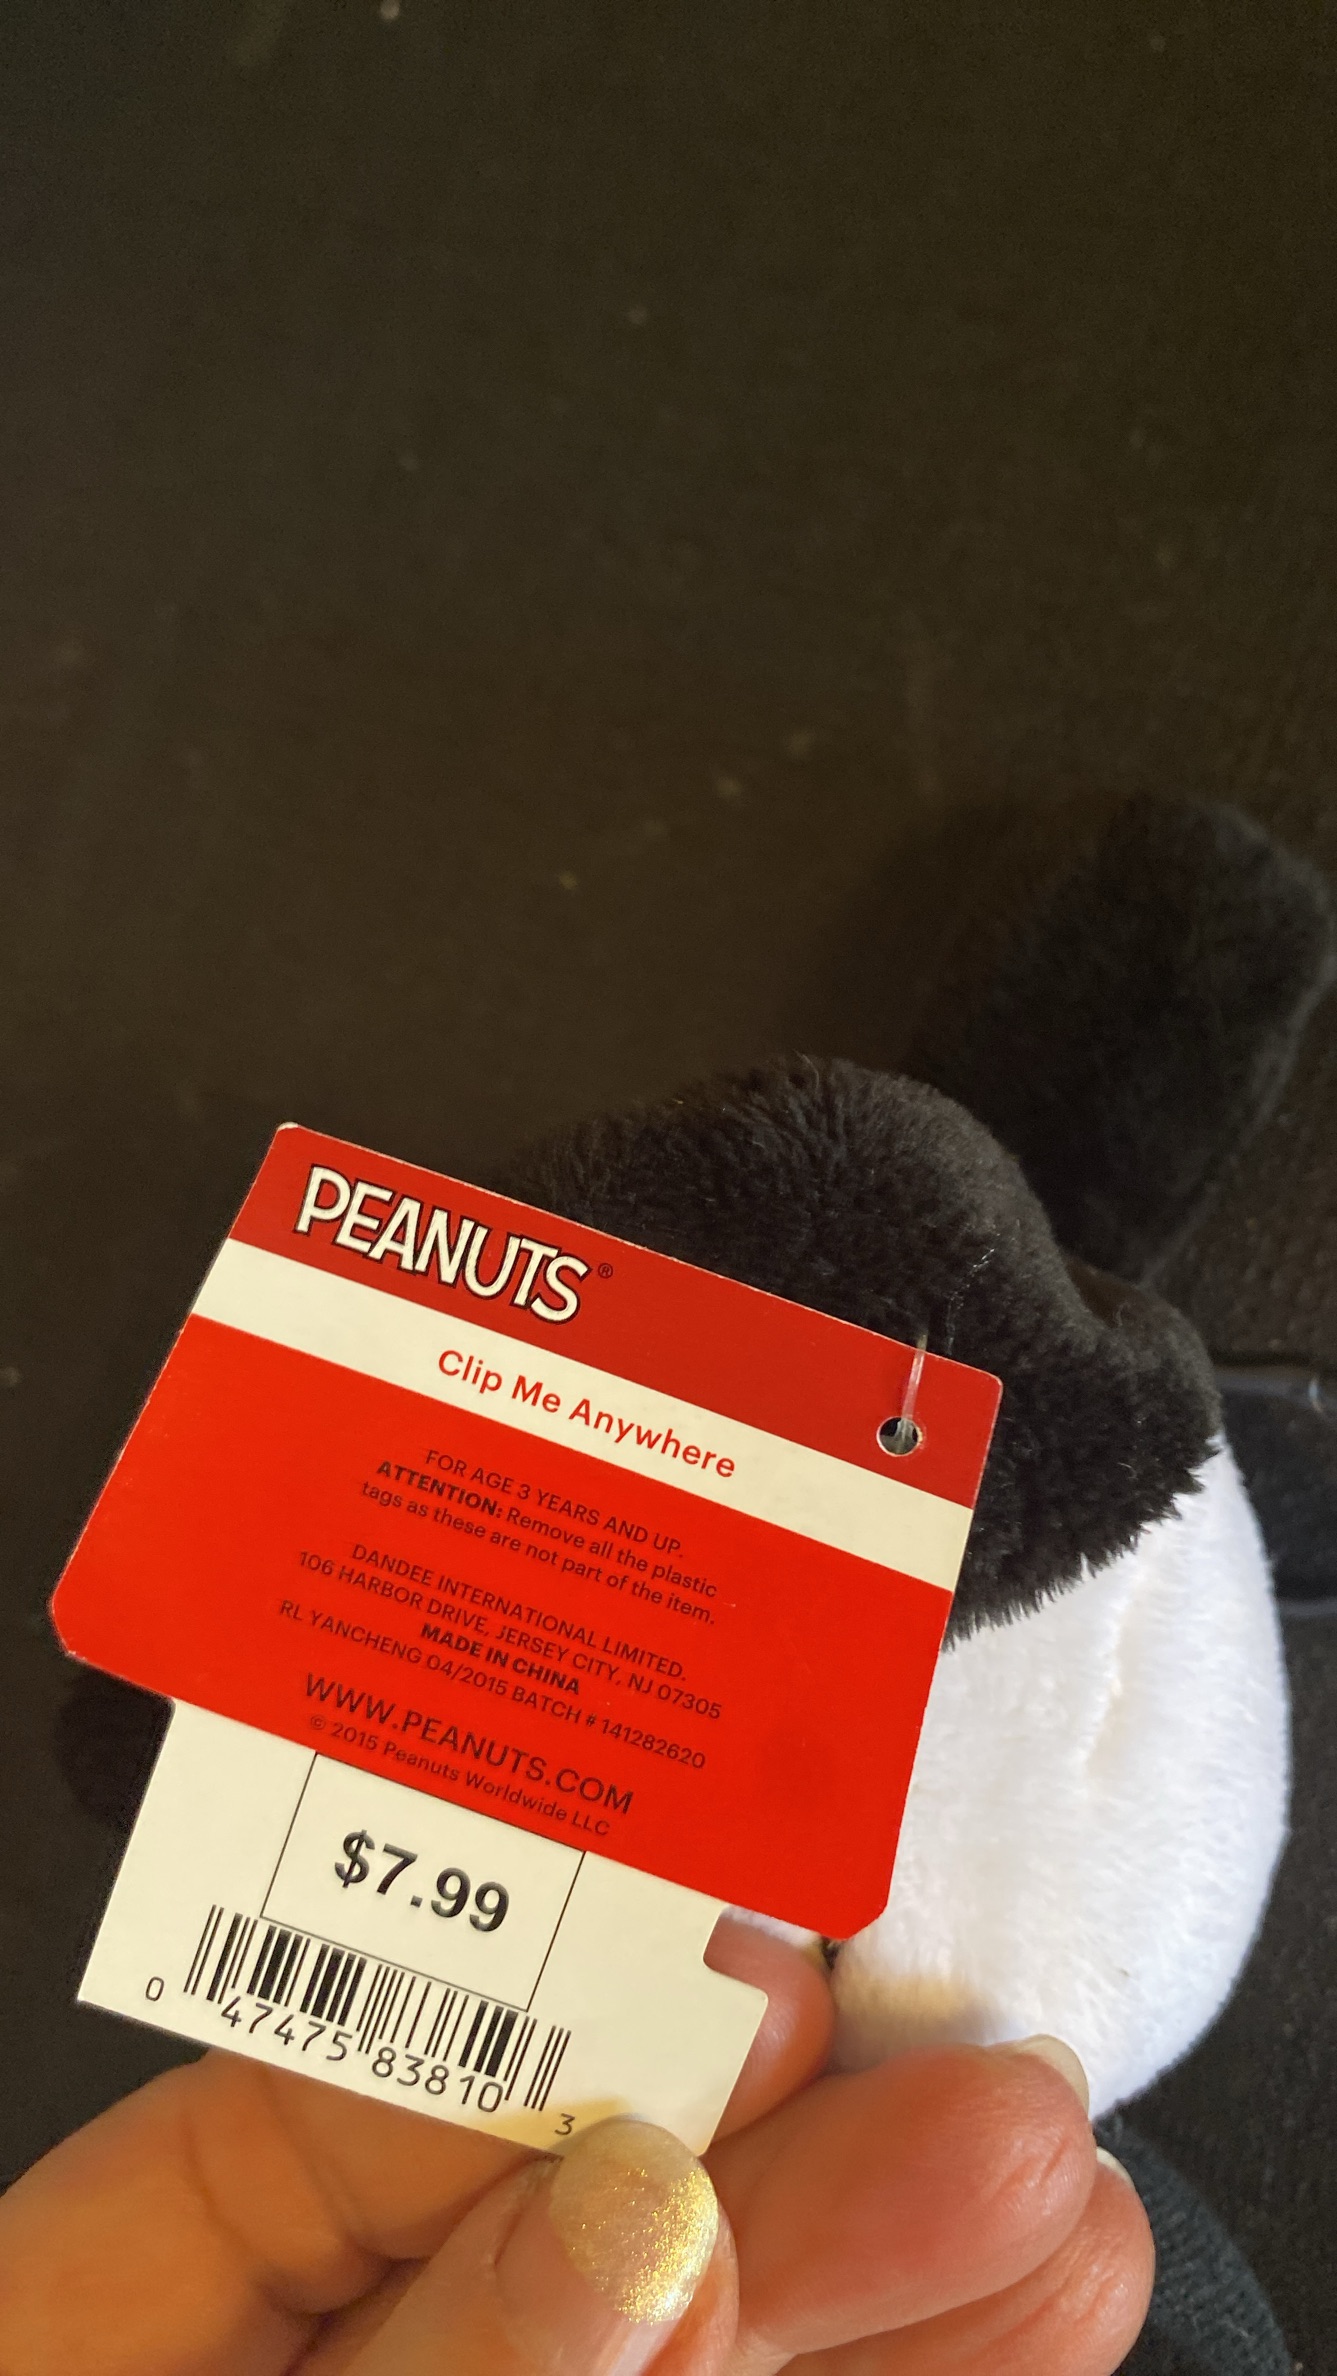 PEANUTS®
Clip Me Anywhere
FOR AGE 3 YEARS AND UP.
ATTENTION: Remove all the plastic
tags as these are not part of the item.
DANDEE INTERNATIONAL LIMITED.
106 HARBOR DRIVE, JERSEY CITY, NJ 07305
MADE IN CHINA
RL YANCHENG 04/2015 BATCH # 141282620
WWW.PEANUTS.COM
© 2015 Peanuts Worldwide LLC
$7.99
0 47475 83810 3